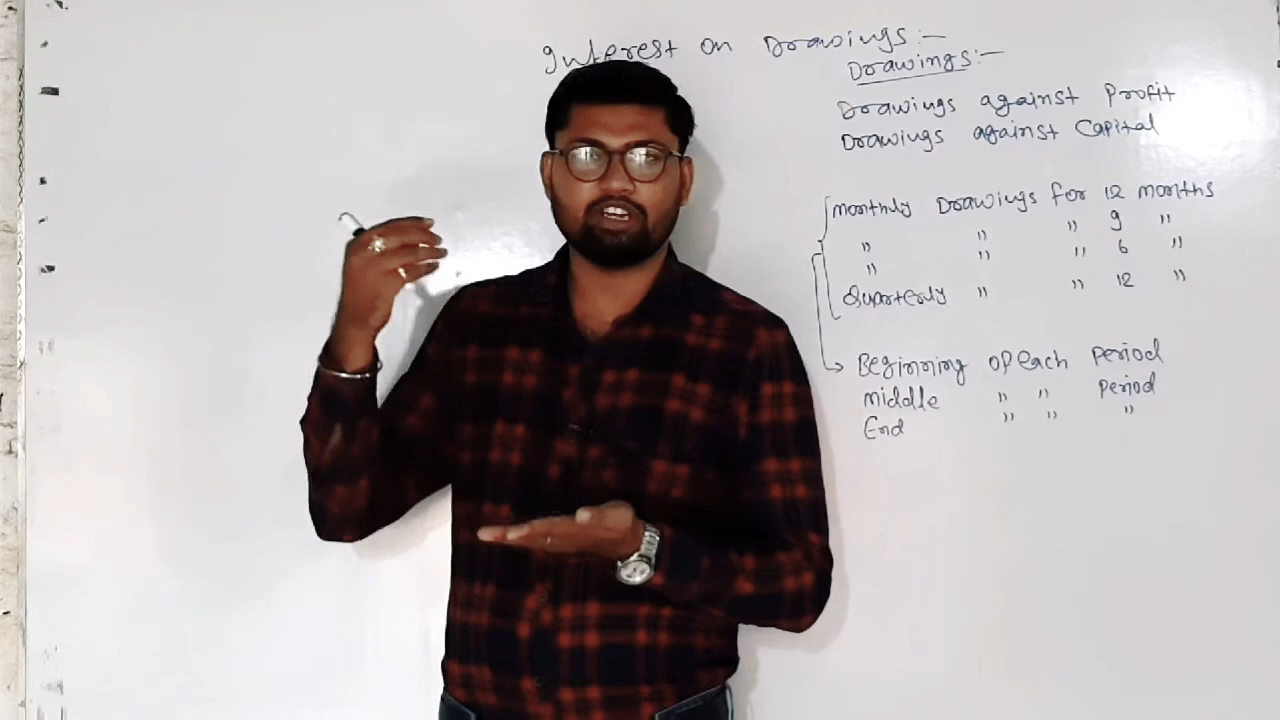 Interest on Drawings:-
Drawings:-
Drawings against Profit
Drawings against Capital
Monthly Drawings for 12 months
" " " 9 "
" " " 6 "
Quarterly " " 12 "
Beginning of each period
Middle " " Period
End " " "